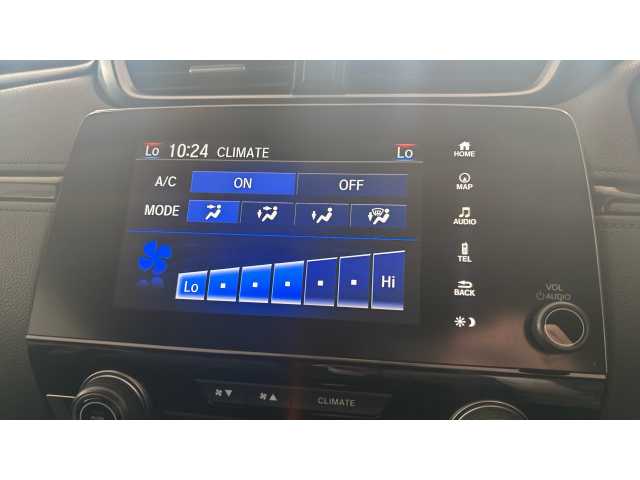 Lo 10:24 CLIMATE Lo
A/C ON OFF
MODE
Lo Hi
HOME
MAP
AUDIO
TEL
BACK
VOL
AUDIO
CLIMATE